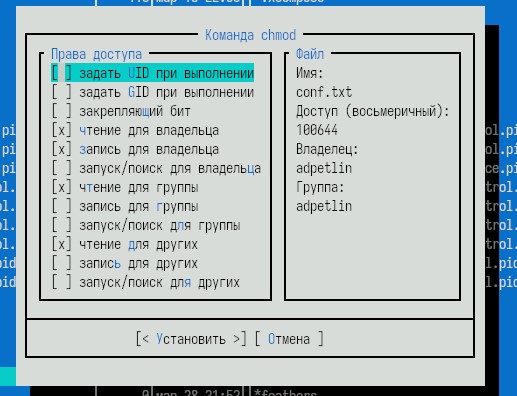 Команда chmod
Права доступа
[ ] задать UID при выполнении
[ ] задать GID при выполнении
[ ] закрепляющий бит
[x] чтение для владельца
[x] запись для владельца
[ ] запуск/поиск для владельца
[x] чтение для группы
[ ] запись для группы
[ ] запуск/поиск для группы
[x] чтение для других
[ ] запись для других
[ ] запуск/поиск для других
Файл
Имя:
conf.txt
Доступ (восьмеричный):
100644
Владелец:
adpetlin
Группа:
adpetlin
[< Установить >] [ Отмена ]